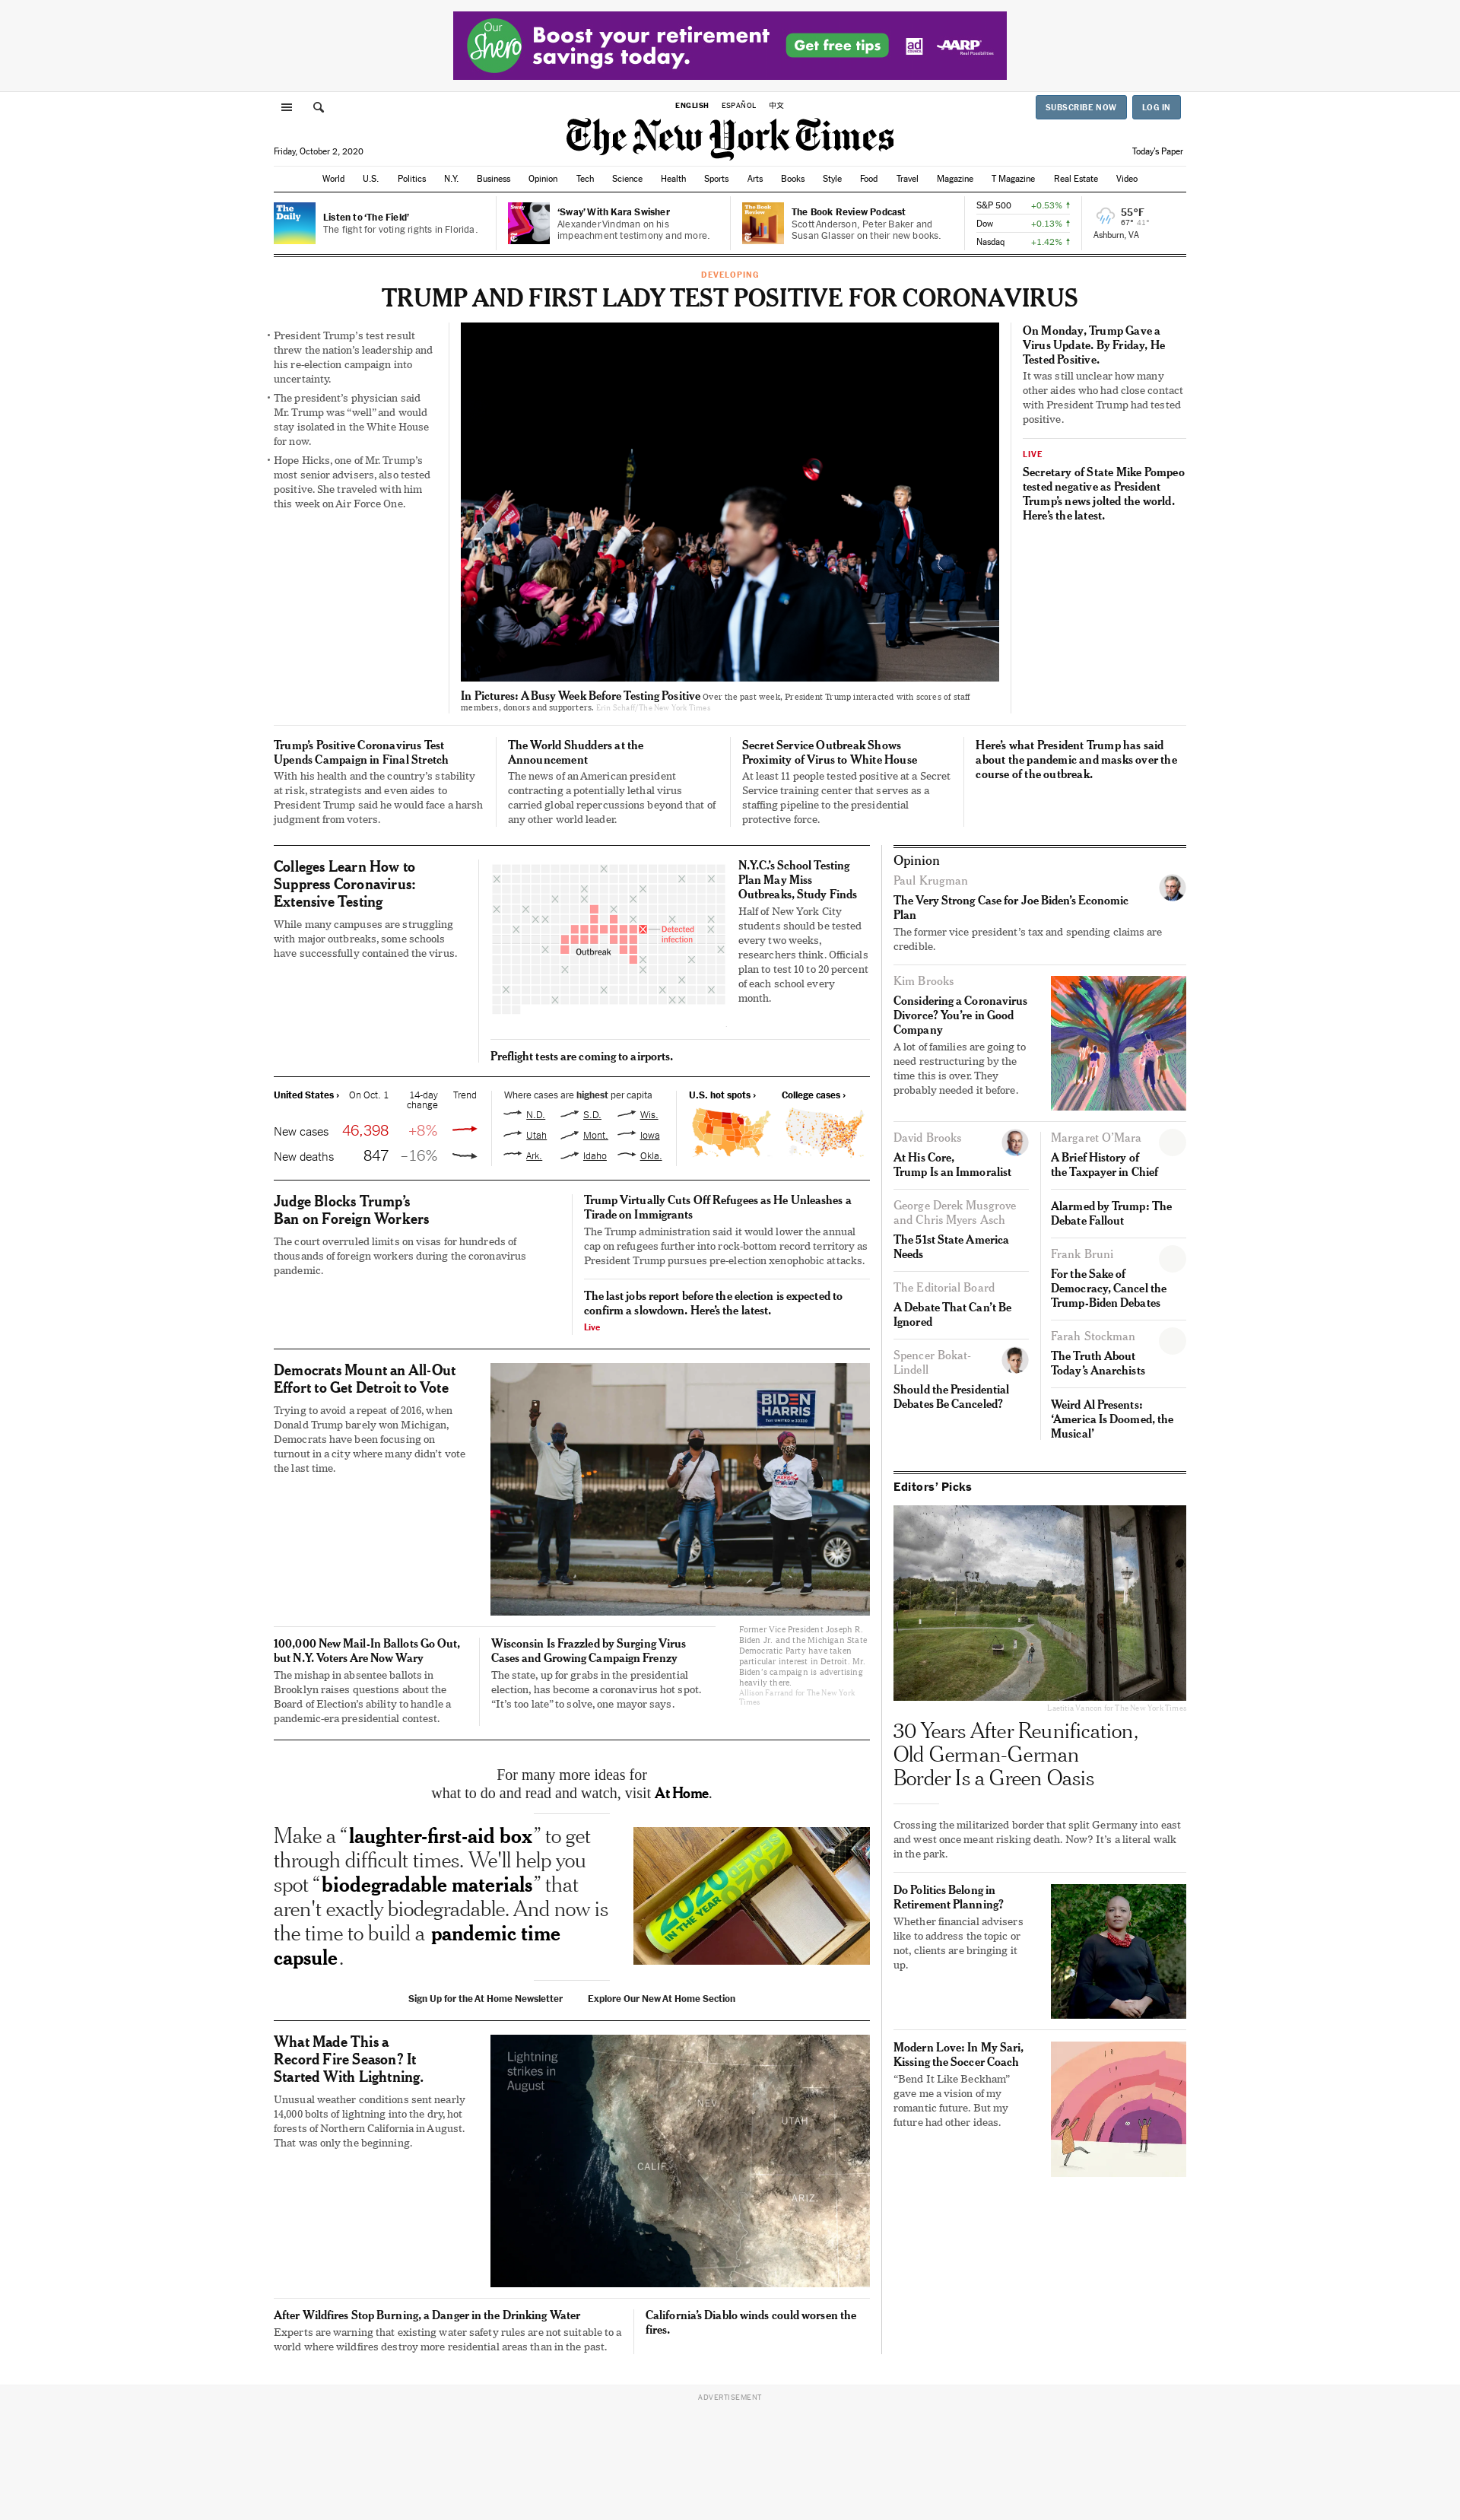 Our
Shero
Boost your retirement
savings today.
Get free tips
ad
AARP
Real Possibilities
ENGLISH
ESPAÑOL
中文
SUBSCRIBE NOW
LOG IN
The New York Times
Friday, October 2, 2020
Today's Paper
World U.S. Politics N.Y. Business Opinion Tech Science Health Sports Arts Books Style Food Travel Magazine T Magazine Real Estate Video
The
Daily
Listen to ‘The Field’
The fight for voting rights in Florida.
Sway
‘Sway’ With Kara Swisher
Alexander Vindman on his
impeachment testimony and more.
The Book
Review
The Book Review Podcast
Scott Anderson, Peter Baker and
Susan Glasser on their new books.
S&P 500 +0.53% ↑
Dow +0.13% ↑
Nasdaq +1.42% ↑
55°F
67° 41°
Ashburn, VA
DEVELOPING
TRUMP AND FIRST LADY TEST POSITIVE FOR CORONAVIRUS
• President Trump’s test result
threw the nation’s leadership and
his re-election campaign into
uncertainty.
• The president’s physician said
Mr. Trump was “well” and would
stay isolated in the White House
for now.
• Hope Hicks, one of Mr. Trump’s
most senior advisers, also tested
positive. She traveled with him
this week on Air Force One.
In Pictures: A Busy Week Before Testing Positive Over the past week, President Trump interacted with scores of staff
members, donors and supporters. Erin Schaff/The New York Times
On Monday, Trump Gave a
Virus Update. By Friday, He
Tested Positive.
It was still unclear how many
other aides who had close contact
with President Trump had tested
positive.
LIVE
Secretary of State Mike Pompeo
tested negative as President
Trump’s news jolted the world.
Here’s the latest.
Trump’s Positive Coronavirus Test
Upends Campaign in Final Stretch
With his health and the country’s stability
at risk, strategists and even aides to
President Trump said he would face a harsh
judgment from voters.
The World Shudders at the
Announcement
The news of an American president
contracting a potentially lethal virus
carried global repercussions beyond that of
any other world leader.
Secret Service Outbreak Shows
Proximity of Virus to White House
At least 11 people tested positive at a Secret
Service training center that serves as a
staffing pipeline to the presidential
protective force.
Here’s what President Trump has said
about the pandemic and masks over the
course of the outbreak.
Colleges Learn How to
Suppress Coronavirus:
Extensive Testing
While many campuses are struggling
with major outbreaks, some schools
have successfully contained the virus.
Detected
infection
Outbreak
N.Y.C.’s School Testing
Plan May Miss
Outbreaks, Study Finds
Half of New York City
students should be tested
every two weeks,
researchers think. Officials
plan to test 10 to 20 percent
of each school every
month.
Preflight tests are coming to airports.
United States › On Oct. 1 14-day
change Trend
New cases 46,398 +8%
New deaths 847 –16%
Where cases are highest per capita
N.D. S.D. Wis.
Utah Mont. Iowa
Ark. Idaho Okla.
U.S. hot spots ›
College cases ›
Judge Blocks Trump’s
Ban on Foreign Workers
The court overruled limits on visas for hundreds of
thousands of foreign workers during the coronavirus
pandemic.
Trump Virtually Cuts Off Refugees as He Unleashes a
Tirade on Immigrants
The Trump administration said it would lower the annual
cap on refugees further into rock-bottom record territory as
President Trump pursues pre-election xenophobic attacks.
The last jobs report before the election is expected to
confirm a slowdown. Here’s the latest.
Live
Democrats Mount an All-Out
Effort to Get Detroit to Vote
Trying to avoid a repeat of 2016, when
Donald Trump barely won Michigan,
Democrats have been focusing on
turnout in a city where many didn’t vote
the last time.
BIDEN
HARRIS
100,000 New Mail-In Ballots Go Out,
but N.Y. Voters Are Now Wary
The mishap in absentee ballots in
Brooklyn raises questions about the
Board of Election’s ability to handle a
pandemic-era presidential contest.
Wisconsin Is Frazzled by Surging Virus
Cases and Growing Campaign Frenzy
The state, up for grabs in the presidential
election, has become a coronavirus hot spot.
“It’s too late” to solve, one mayor says.
Former Vice President Joseph R.
Biden Jr. and the Michigan State
Democratic Party have taken
particular interest in Detroit. Mr.
Biden’s campaign is advertising
heavily there.
Allison Farrand for The New York
Times
For many more ideas for
what to do and read and watch, visit At Home.
Make a “laughter-first-aid box” to get
through difficult times. We'll help you
spot “biodegradable materials” that
aren't exactly biodegradable. And now is
the time to build a pandemic time
capsule.
SEALED
2020
2020
IN THE YEAR
Sign Up for the At Home Newsletter
Explore Our New At Home Section
What Made This a
Record Fire Season? It
Started With Lightning.
Unusual weather conditions sent nearly
14,000 bolts of lightning into the dry, hot
forests of Northern California in August.
That was only the beginning.
Lightning
strikes in
August
NEV.
UTAH
CALIF.
ARIZ.
After Wildfires Stop Burning, a Danger in the Drinking Water
Experts are warning that existing water safety rules are not suitable to a
world where wildfires destroy more residential areas than in the past.
California’s Diablo winds could worsen the
fires.
Opinion
Paul Krugman
The Very Strong Case for Joe Biden’s Economic
Plan
The former vice president’s tax and spending claims are
credible.
Kim Brooks
Considering a Coronavirus
Divorce? You’re in Good
Company
A lot of families are going to
need restructuring by the
time this is over. They
probably needed it before.
David Brooks
At His Core,
Trump Is an Immoralist
George Derek Musgrove
and Chris Myers Asch
The 51st State America
Needs
The Editorial Board
A Debate That Can’t Be
Ignored
Spencer Bokat-
Lindell
Should the Presidential
Debates Be Canceled?
Margaret O’Mara
A Brief History of
the Taxpayer in Chief
Alarmed by Trump: The
Debate Fallout
Frank Bruni
For the Sake of
Democracy, Cancel the
Trump-Biden Debates
Farah Stockman
The Truth About
Today’s Anarchists
Weird Al Presents:
‘America Is Doomed, the
Musical’
Editors’ Picks
Laetitia Vancon for The New York Times
30 Years After Reunification,
Old German-German
Border Is a Green Oasis
Crossing the militarized border that split Germany into east
and west once meant risking death. Now? It’s a literal walk
in the park.
Do Politics Belong in
Retirement Planning?
Whether financial advisers
like to address the topic or
not, clients are bringing it
up.
Modern Love: In My Sari,
Kissing the Soccer Coach
“Bend It Like Beckham”
gave me a vision of my
romantic future. But my
future had other ideas.
ADVERTISEMENT